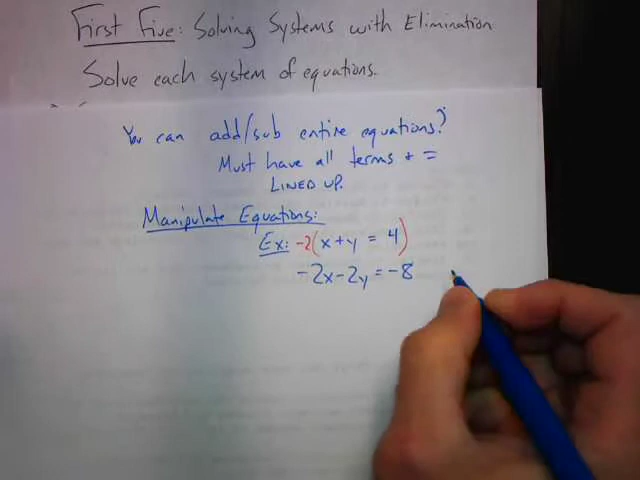 First Five: Solving Systems with Elimination
Solve each system of equations.
You can add/sub entire equations?
Must have all terms + =
LINED UP.
Manipulate Equations:
Ex: -2(x+y = 4)
-2x-2y = -8